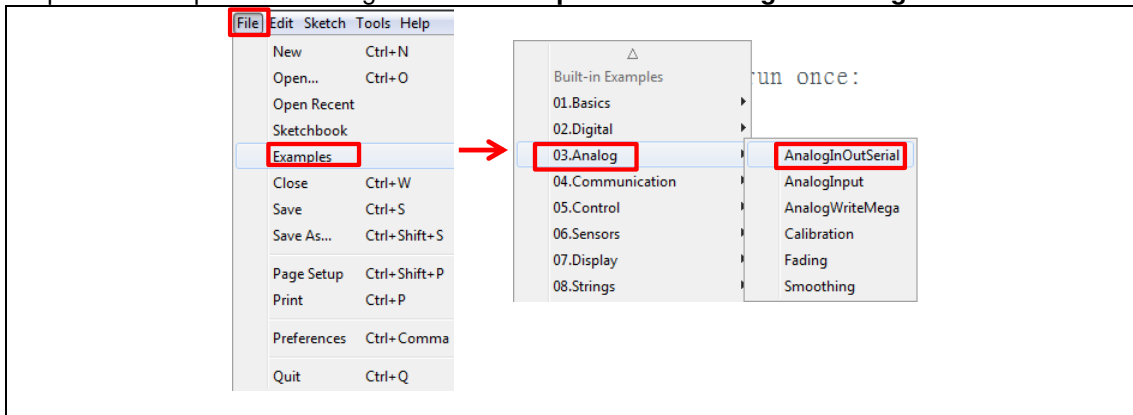 File Edit Sketch Tools Help
New Ctrl+N
Open... Ctrl+O
Open Recent
Sketchbook
Examples
Close Ctrl+W
Save Ctrl+S
Save As... Ctrl+Shift+S
Page Setup Ctrl+Shift+P
Print Ctrl+P
Preferences Ctrl+Comma
Quit Ctrl+Q
Built-in Examples
01.Basics
02.Digital
03.Analog
04.Communication
05.Control
06.Sensors
07.Display
08.Strings
run once:
AnalogInOutSerial
AnalogInput
AnalogWriteMega
Calibration
Fading
Smoothing